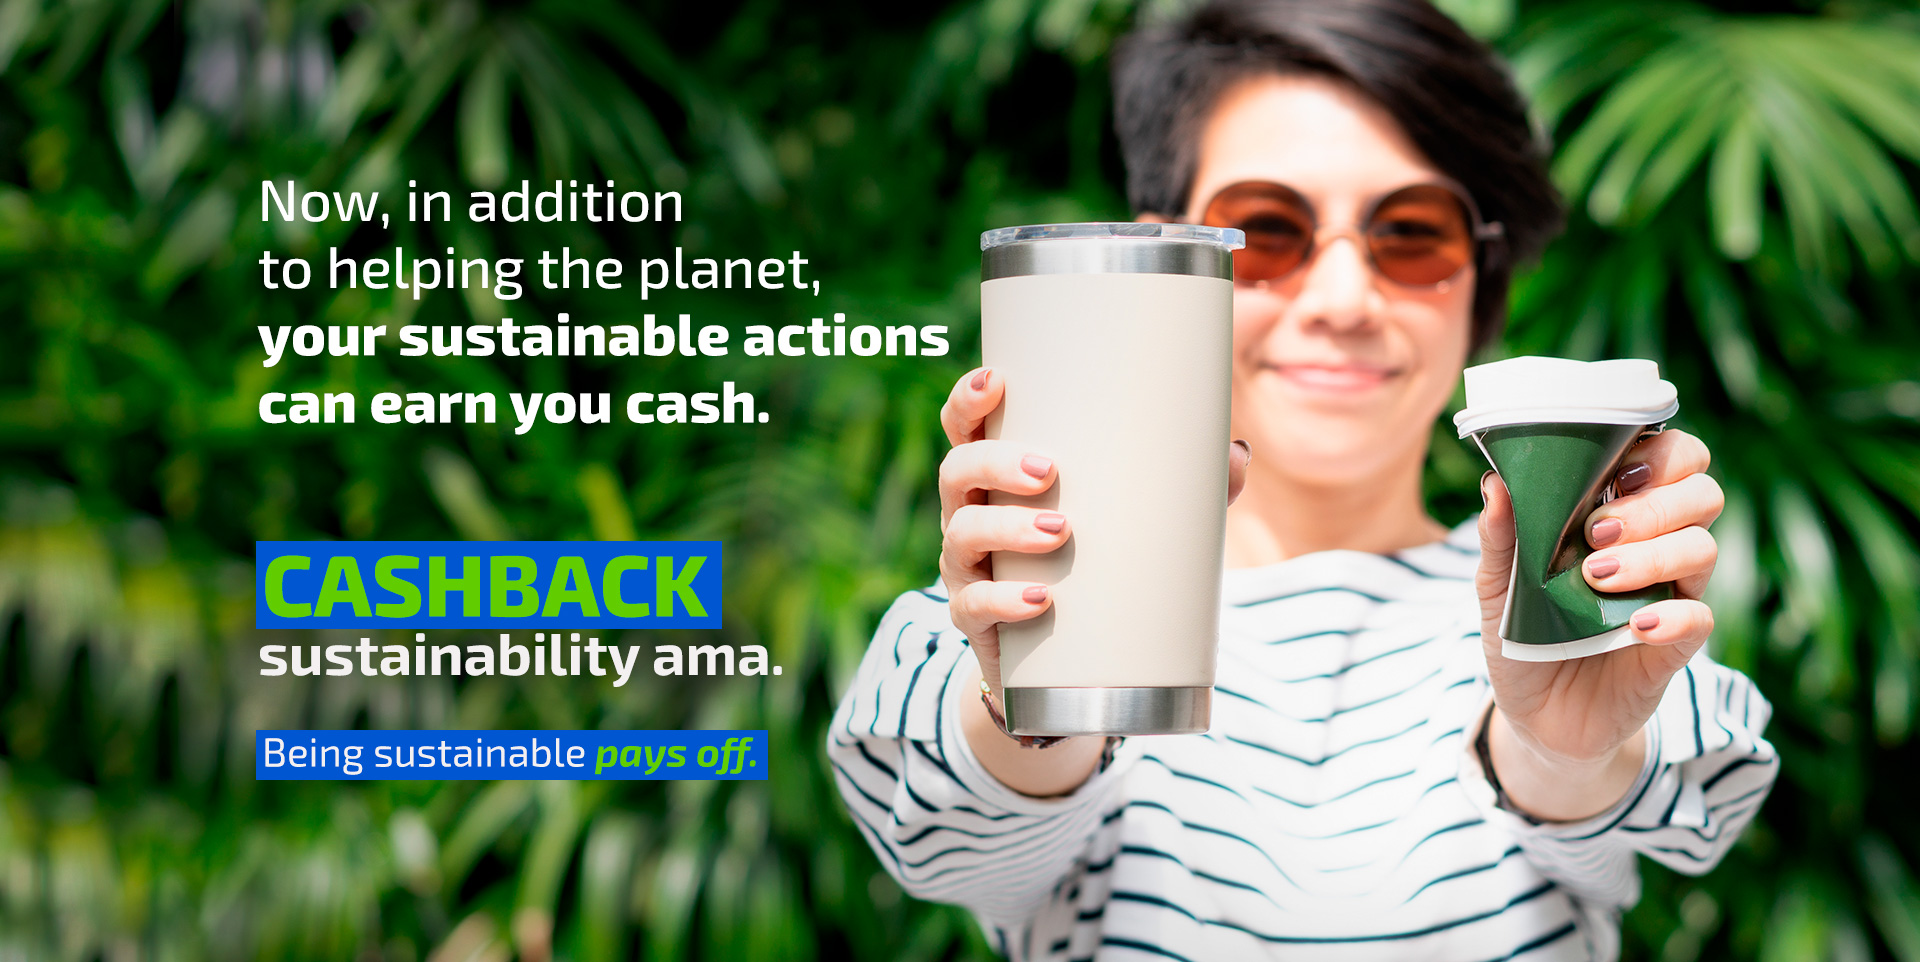 Now, in addition
to helping the planet,
your sustainable actions
can earn you cash.
CASHBACK
sustainability ama.
Being sustainable pays off.